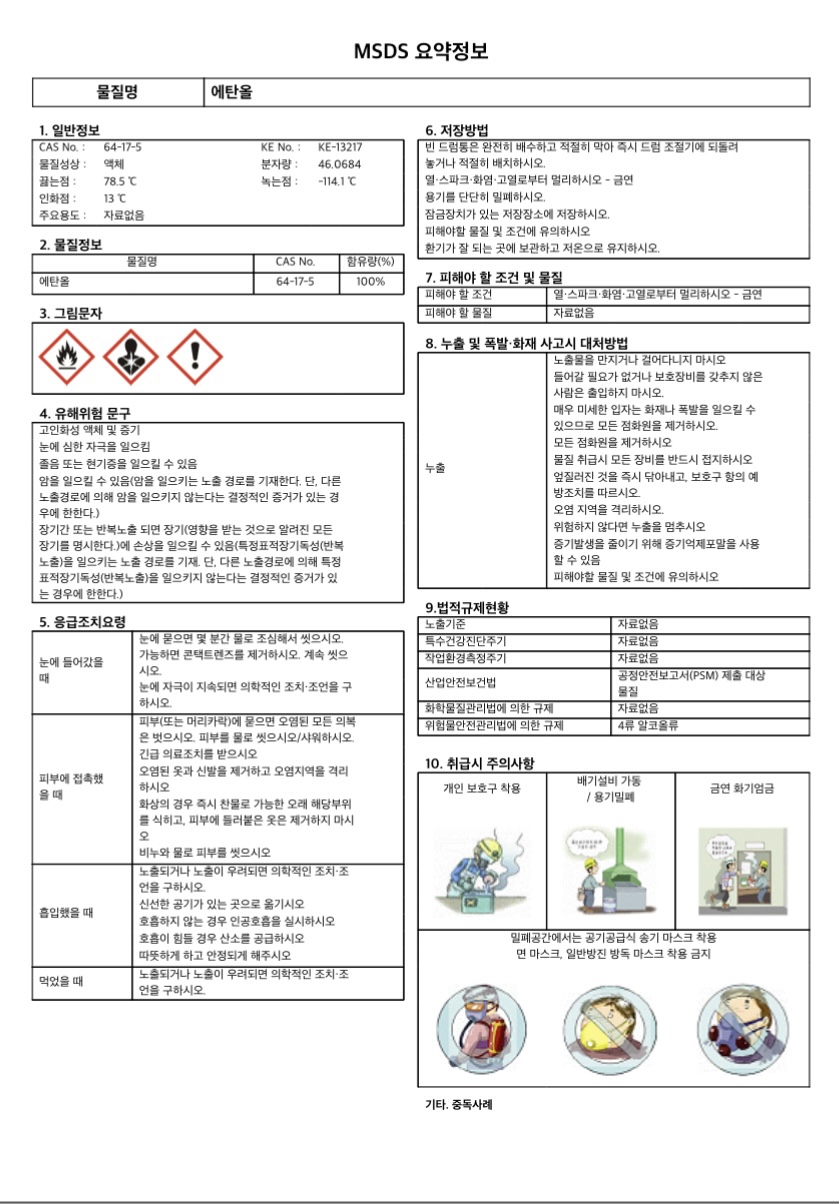 MSDS 요약정보
물질명 에탄올
1. 일반정보
CAS No. : 64-17-5 KE No. : KE-13217
물질성상 : 액체 분자량 : 46.0684
끓는점 : 78.5 ℃ 녹는점 : -114.1 ℃
인화점 : 13 ℃
주요용도 : 자료없음
2. 물질정보
물질명 CAS No. 함유량(%)
에탄올 64-17-5 100%
3. 그림문자
4. 유해위험 문구
고인화성 액체 및 증기
눈에 심한 자극을 일으킴
졸음 또는 현기증을 일으킬 수 있음
암을 일으킬 수 있음(암을 일으키는 노출 경로를 기재한다. 단, 다른
노출경로에 의해 암을 일으키지 않는다는 결정적인 증거가 있는 경
우에 한한다.)
장기간 또는 반복노출 되면 장기(영향을 받는 것으로 알려진 모든
장기를 명시한다.)에 손상을 일으킬 수 있음(특정표적장기독성(반복
노출)을 일으키는 노출 경로를 기재. 단, 다른 노출경로에 의해 특정
표적장기독성(반복노출)을 일으키지 않는다는 결정적인 증거가 있
는 경우에 한한다.)
5. 응급조치요령
눈에 들어갔을
때
눈에 묻으면 몇 분간 물로 조심해서 씻으시오.
가능하면 콘택트렌즈를 제거하시오. 계속 씻으
시오.
눈에 자극이 지속되면 의학적인 조치·조언을 구
하시오.
피부에 접촉했
을 때
피부(또는 머리카락)에 묻으면 오염된 모든 의복
은 벗으시오. 피부를 물로 씻으시오/샤워하시오.
긴급 의료조치를 받으시오
오염된 옷과 신발을 제거하고 오염지역을 격리
하시오
화상의 경우 즉시 찬물로 가능한 오래 해당부위
를 식히고, 피부에 들러붙은 옷은 제거하지 마시
오
비누와 물로 피부를 씻으시오
흡입했을 때
노출되거나 노출이 우려되면 의학적인 조치·조
언을 구하시오.
신선한 공기가 있는 곳으로 옮기시오
호흡하지 않는 경우 인공호흡을 실시하시오
호흡이 힘들 경우 산소를 공급하시오
따뜻하게 하고 안정되게 해주시오
먹었을 때
노출되거나 노출이 우려되면 의학적인 조치·조
언을 구하시오.
6. 저장방법
빈 드럼통은 완전히 배수하고 적절히 막아 즉시 드럼 조절기에 되돌려
놓거나 적절히 배치하시오.
열·스파크·화염·고열로부터 멀리하시오 - 금연
용기를 단단히 밀폐하시오.
잠금장치가 있는 저장장소에 저장하시오.
피해야할 물질 및 조건에 유의하시오
환기가 잘 되는 곳에 보관하고 저온으로 유지하시오.
7. 피해야 할 조건 및 물질
피해야 할 조건 열·스파크·화염·고열로부터 멀리하시오 - 금연
피해야 할 물질 자료없음
8. 누출 및 폭발·화재 사고시 대처방법
누출
노출물을 만지거나 걸어다니지 마시오
들어갈 필요가 없거나 보호장비를 갖추지 않은
사람은 출입하지 마시오.
매우 미세한 입자는 화재나 폭발을 일으킬 수
있으므로 모든 점화원을 제거하시오.
모든 점화원을 제거하시오
물질 취급시 모든 장비를 반드시 접지하시오
엎질러진 것을 즉시 닦아내고, 보호구 항의 예
방조치를 따르시오.
오염 지역을 격리하시오.
위험하지 않다면 누출을 멈추시오
증기발생을 줄이기 위해 증기억제포말을 사용
할 수 있음
피해야할 물질 및 조건에 유의하시오
9.법적규제현황
노출기준 자료없음
특수건강진단주기 자료없음
작업환경측정주기 자료없음
산업안전보건법
공정안전보고서(PSM) 제출 대상
물질
화학물질관리법에 의한 규제 자료없음
위험물안전관리법에 의한 규제 4류 알코올류
10. 취급시 주의사항
개인 보호구 착용
배기설비 가동
/ 용기밀폐
금연 화기엄금
밀폐공간에서는 공기공급식 송기 마스크 착용
면 마스크, 일반방진 방독 마스크 착용 금지
기타. 중독사례